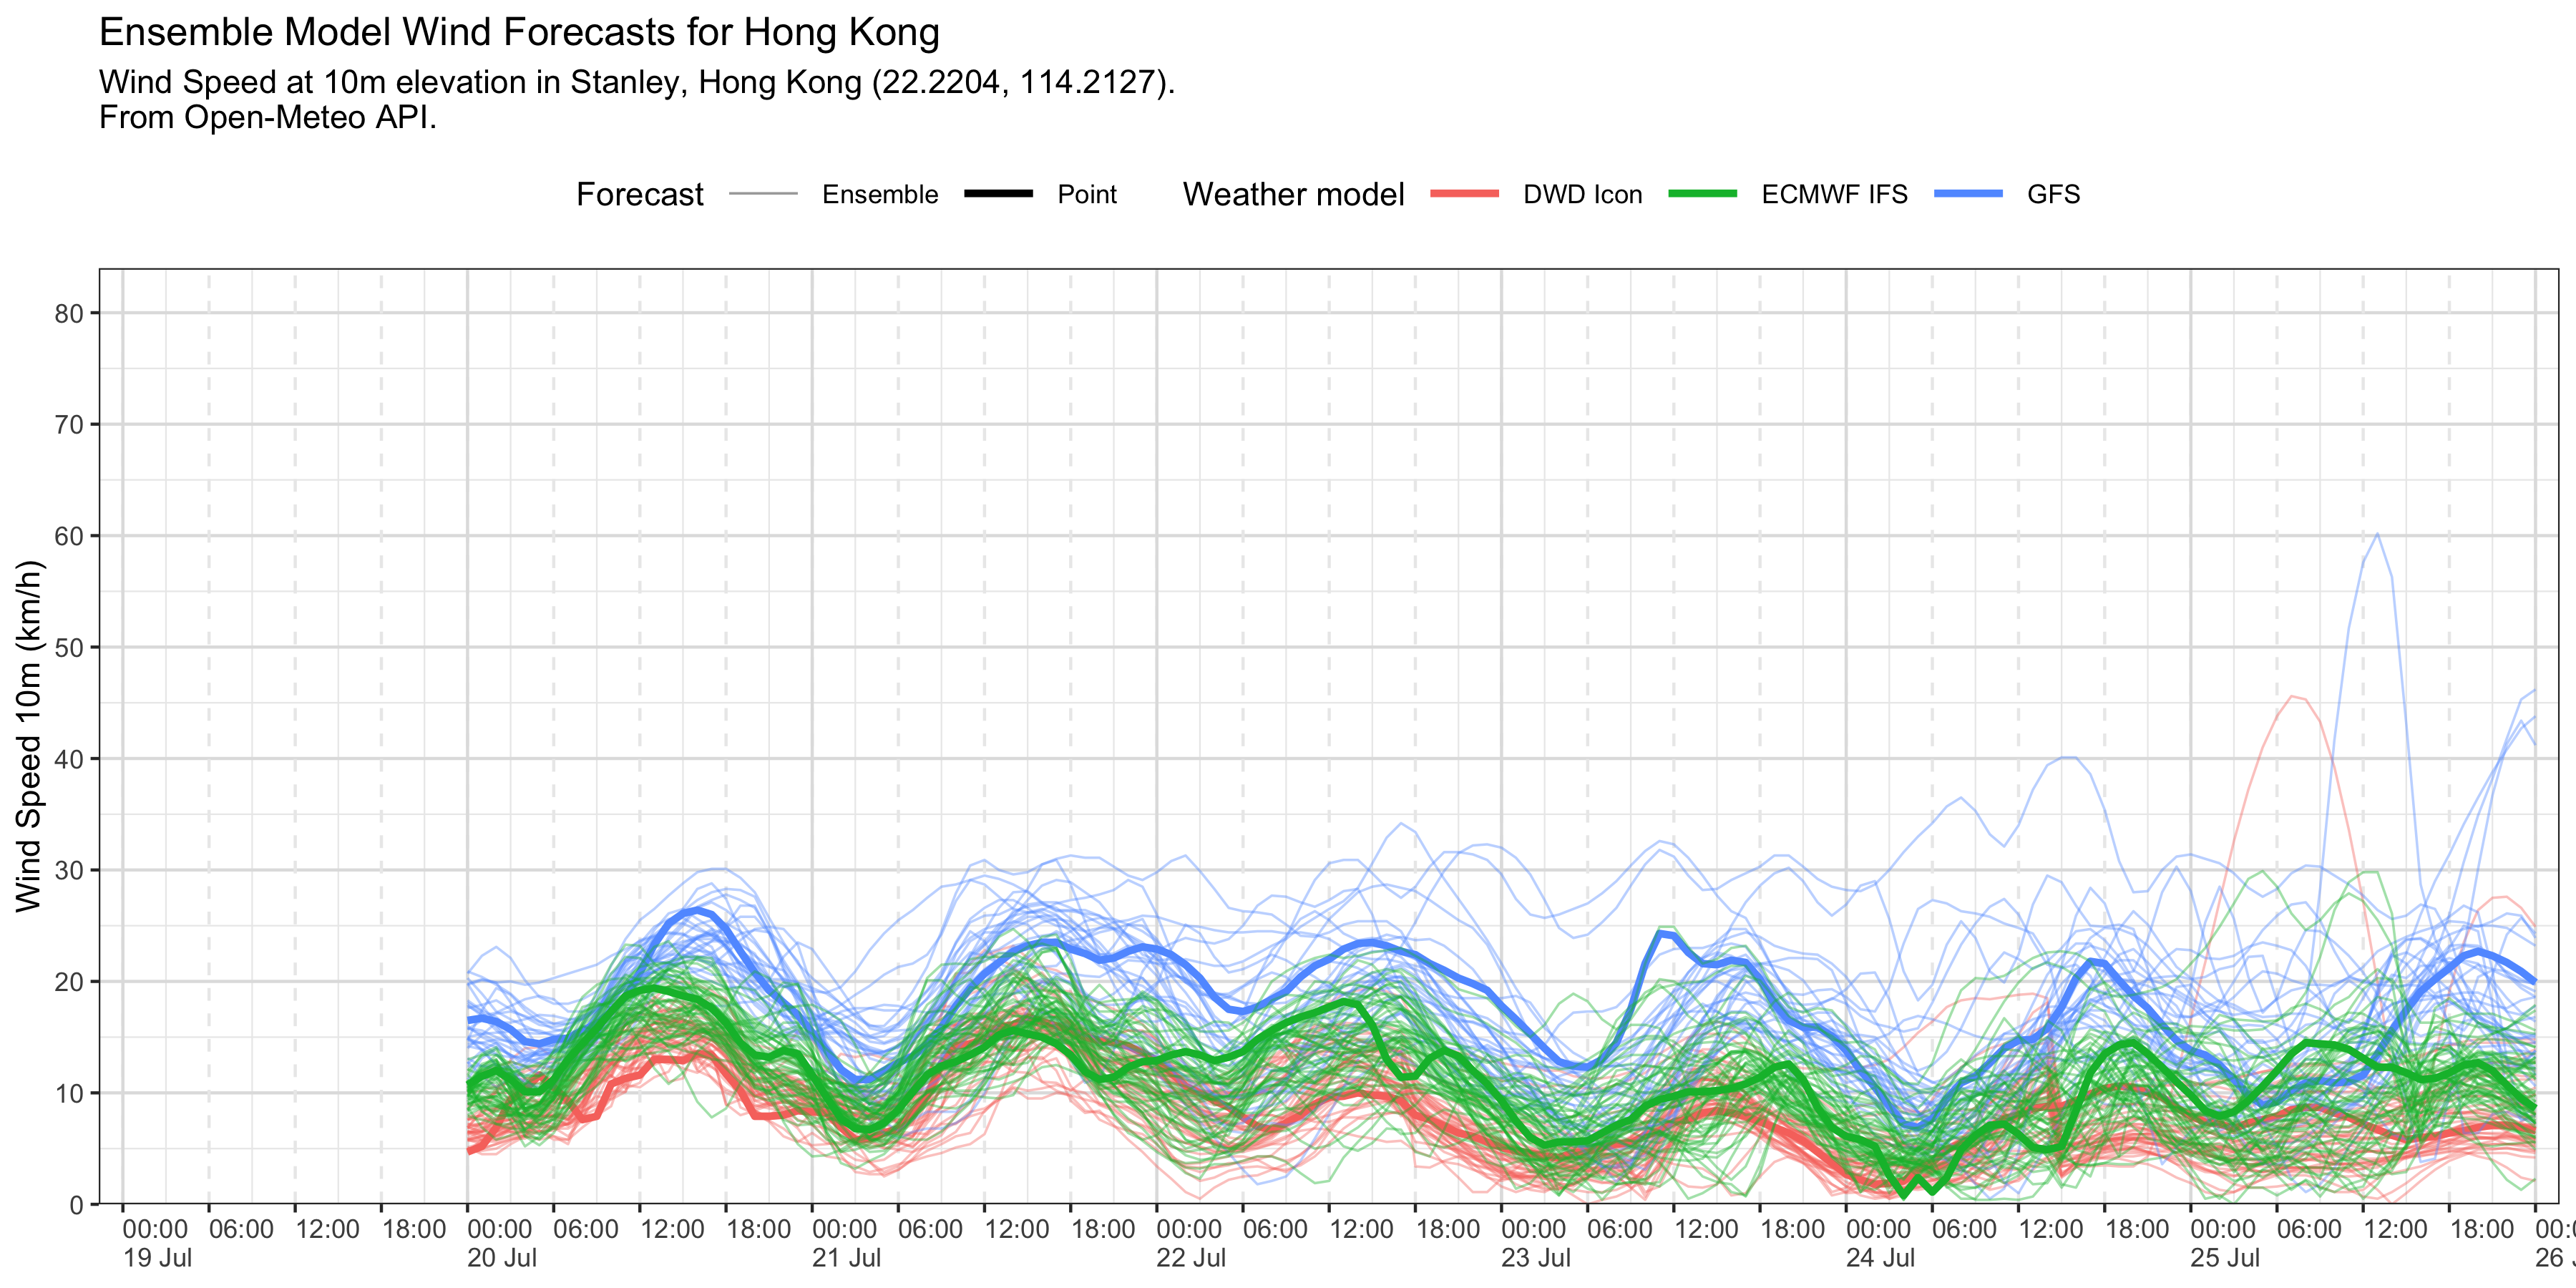 Ensemble Model Wind Forecasts for Hong Kong
Wind Speed at 10m elevation in Stanley, Hong Kong (22.2204, 114.2127).
From Open-Meteo API.
Forecast Ensemble Point Weather model DWD Icon ECMWF IFS GFS
Wind Speed 10m (km/h)
80
70
60
50
40
30
20
10
0
00:00 06:00 12:00 18:00 00:00 06:00 12:00 18:00 00:00 06:00 12:00 18:00 00:00 06:00 12:00 18:00 00:00 06:00 12:00 18:00 00:00 06:00 12:00 18:00 00:00 06:00 12:00 18:00 00:
19 Jul 20 Jul 21 Jul 22 Jul 23 Jul 24 Jul 25 Jul 26